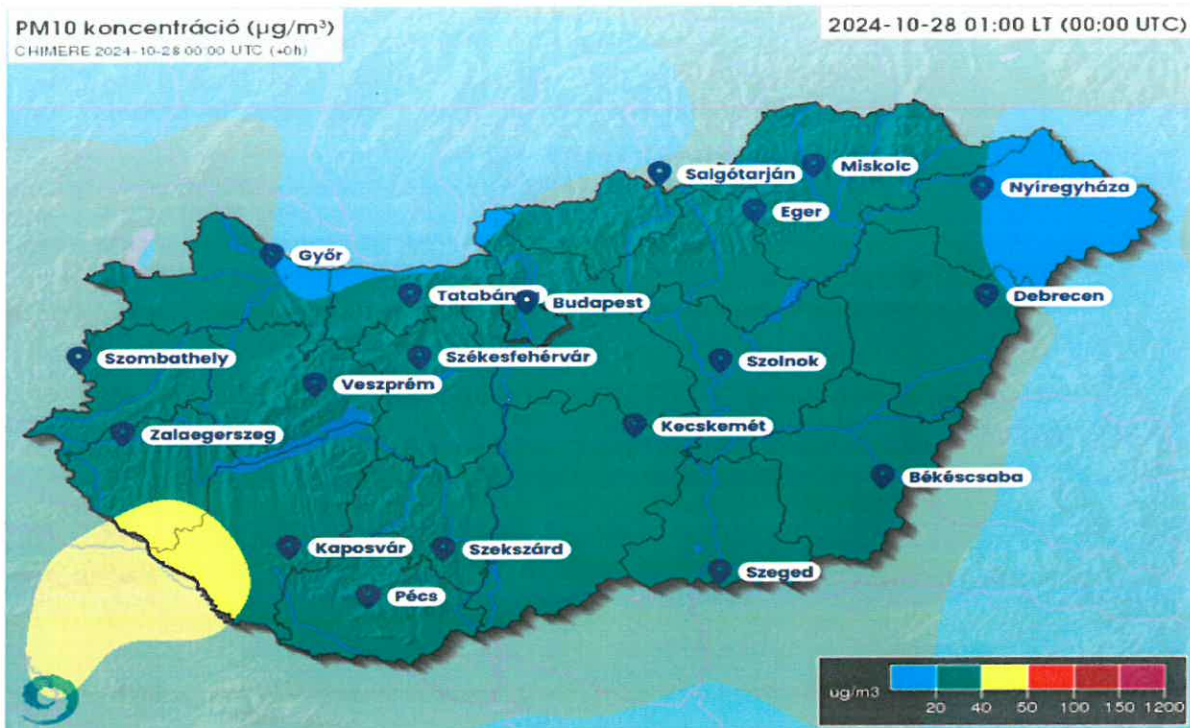 PM10 koncentráció (µg/m³)
CHIMERE 2024-10-28 00:00 UTC (+0h)
2024-10-28 01:00 LT (00:00 UTC)
Salgótarján
Miskolc
Nyíregyháza
Eger
Győr
Tatabán
Budapest
Debrecen
Szombathely
Székesfehérvár
Szolnok
Veszprém
Zalaegerszeg
Kecskemét
Békéscsaba
Kaposvár
Szekszárd
Szeged
Pécs
ug/m3
20 40 50 100 150 1200